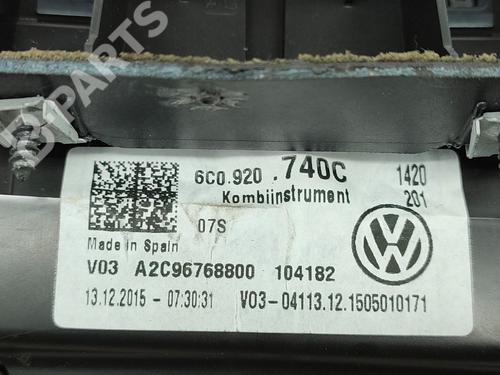 B-PARTS
6C0.920 .740C 1420
Kombiinstrument 201
07S
Made in Spain
V03 A2C96768800 104182
13.12.2015 - 07:30:31 V03-04113.12.1505010171